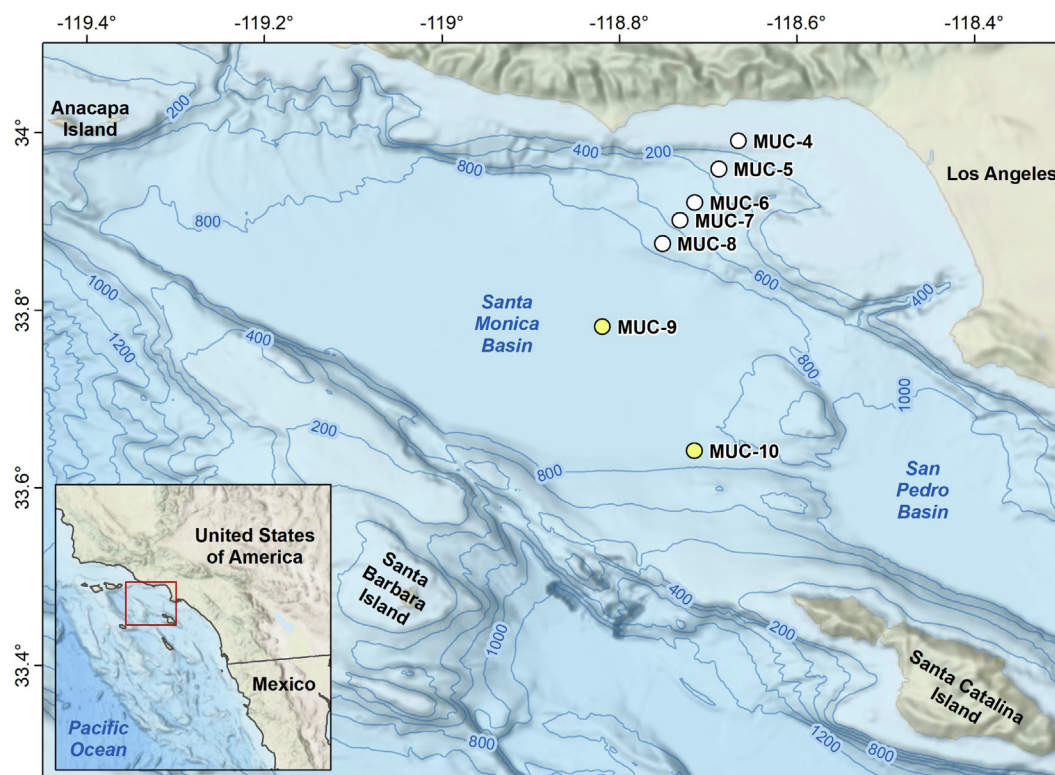 -119.4° -119.2° -119° -118.8° -118.6° -118.4°
34°
33.8°
33.6°
33.4°
Anacapa
Island
200
400
200
800
800
MUC-4
MUC-5
MUC-6
MUC-7
MUC-8
Los Angeles
600
400
1000
1200
400
Santa
Monica
Basin
MUC-9
800
1000
200
MUC-10
800
San
Pedro
Basin
United States
of America
Mexico
Pacific
Ocean
Santa
Barbara
Island
1000
800
400
200
Santa Catalina
Island
1200
800